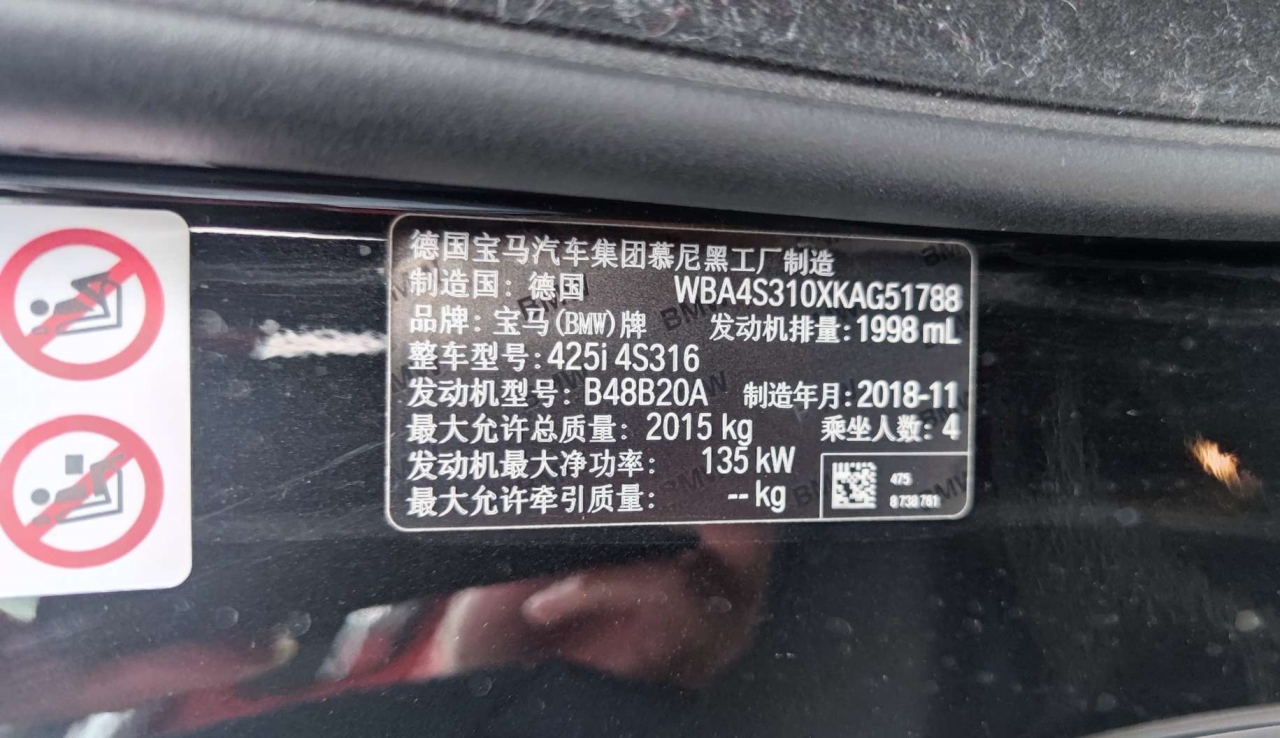 德国宝马汽车集团慕尼黑工厂制造
制造国：德国 WBA4S310XKAG51788
品牌：宝马(BMW)牌 发动机排量：1998 mL
整车型号：425i 4S316
发动机型号：B48B20A 制造年月：2018-11
最大允许总质量：2015 kg 乘坐人数：4
发动机最大净功率：135 kW
最大允许牵引质量：-- kg
475
8 738 761